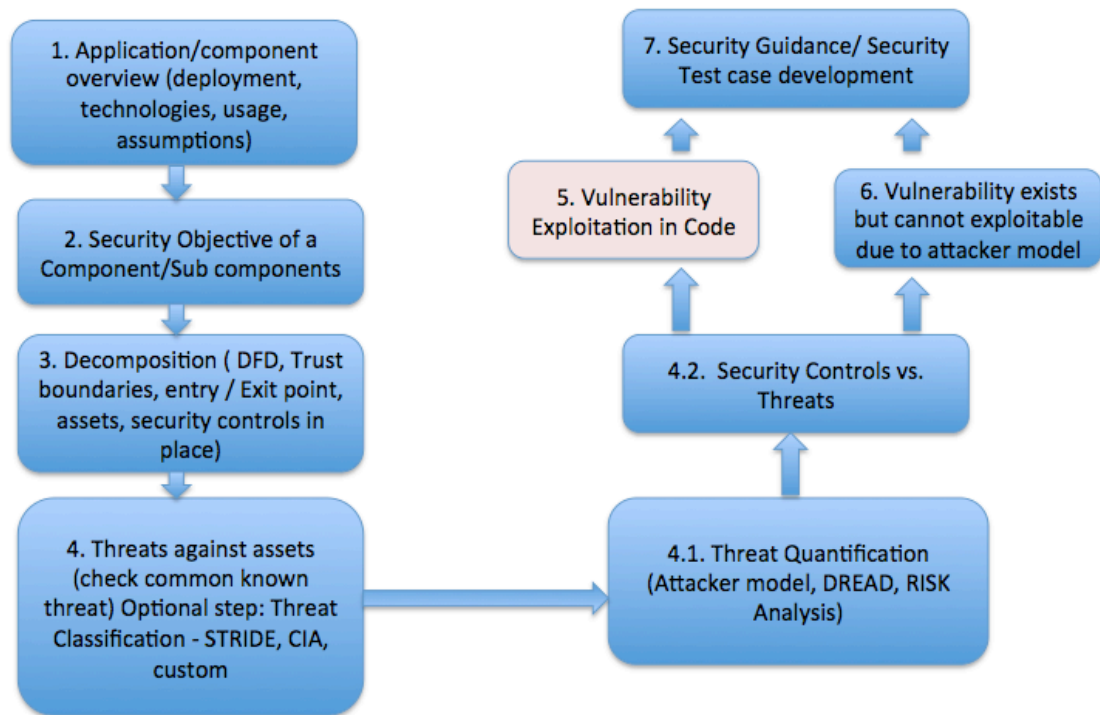 1. Application/component
overview (deployment,
technologies, usage,
assumptions)
2. Security Objective of a
Component/Sub components
3. Decomposition ( DFD, Trust
boundaries, entry / Exit point,
assets, security controls in
place)
4. Threats against assets
(check common known
threat) Optional step: Threat
Classification - STRIDE, CIA,
custom
4.1. Threat Quantification
(Attacker model, DREAD, RISK
Analysis)
4.2.  Security Controls vs.
Threats
5. Vulnerability
Exploitation in Code
6. Vulnerability exists
but cannot exploitable
due to attacker model
7. Security Guidance/ Security
Test case development